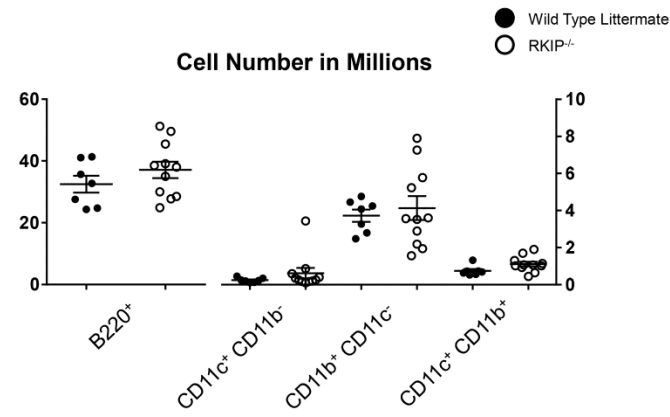 Wild Type Littermate
RKIP⁻/⁻
Cell Number in Millions
60
40
20
0
10
8
6
4
2
0
B220⁺
CD11c⁺ CD11b⁻
CD11b⁺ CD11c⁻
CD11c⁺ CD11b⁺